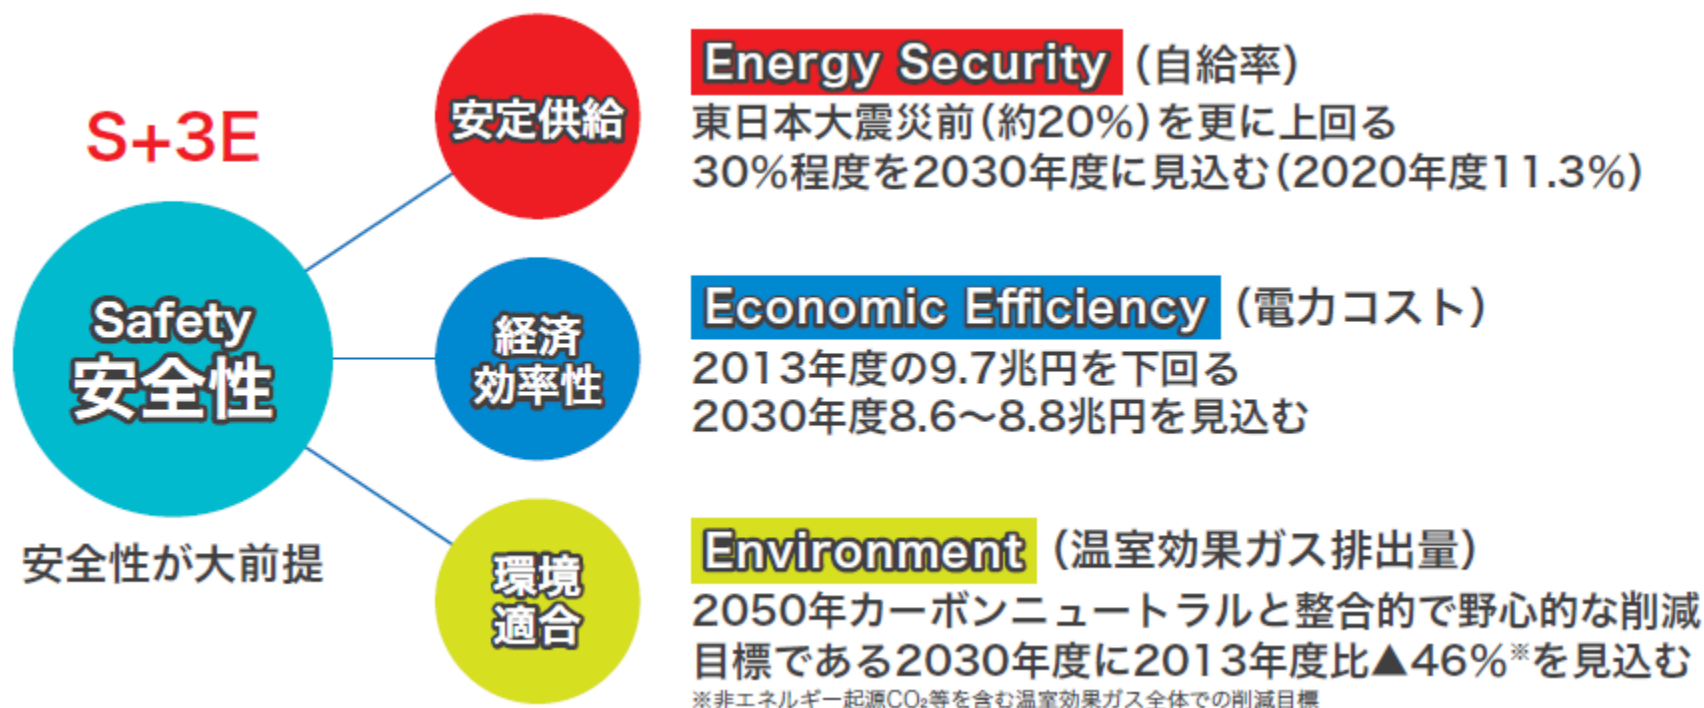 S+3E
Safety
安全性
安全性が大前提
安定供給
Energy Security (自給率)
東日本大震災前(約20%)を更に上回る
30%程度を2030年度に見込む(2020年度11.3%)
経済
効率性
Economic Efficiency (電力コスト)
2013年度の9.7兆円を下回る
2030年度8.6～8.8兆円を見込む
環境
適合
Environment (温室効果ガス排出量)
2050年カーボンニュートラルと整合的で野心的な削減
目標である2030年度に2013年度比▲46%※を見込む
※非エネルギー起源CO₂等を含む温室効果ガス全体での削減目標